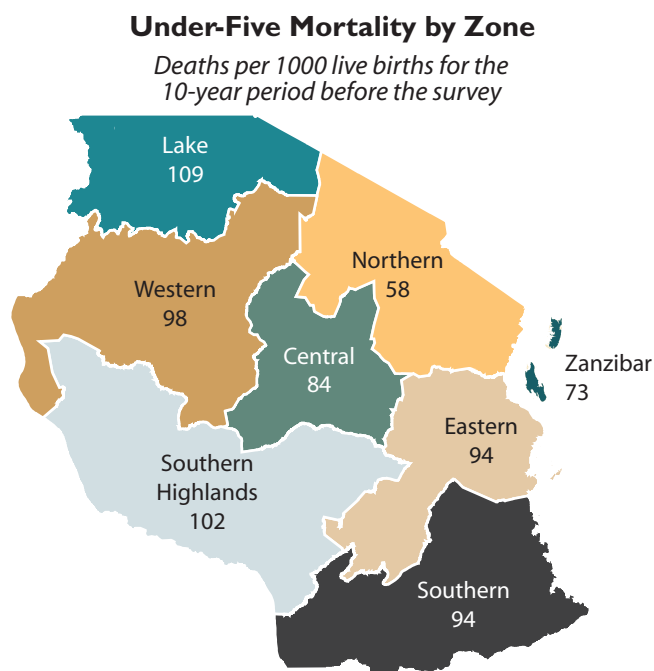 Under-Five Mortality by Zone
Deaths per 1000 live births for the
10-year period before the survey
Lake
109
Northern
58
Western
98
Central
84
Zanzibar
73
Eastern
94
Southern
Highlands
102
Southern
94